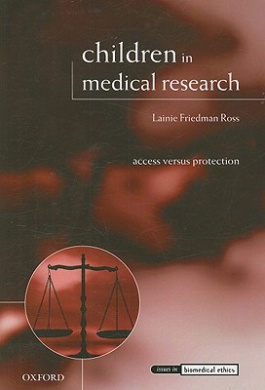 children in
medical research
Lainie Friedman Ross
access versus protection
OXFORD
issues in biomedical ethics